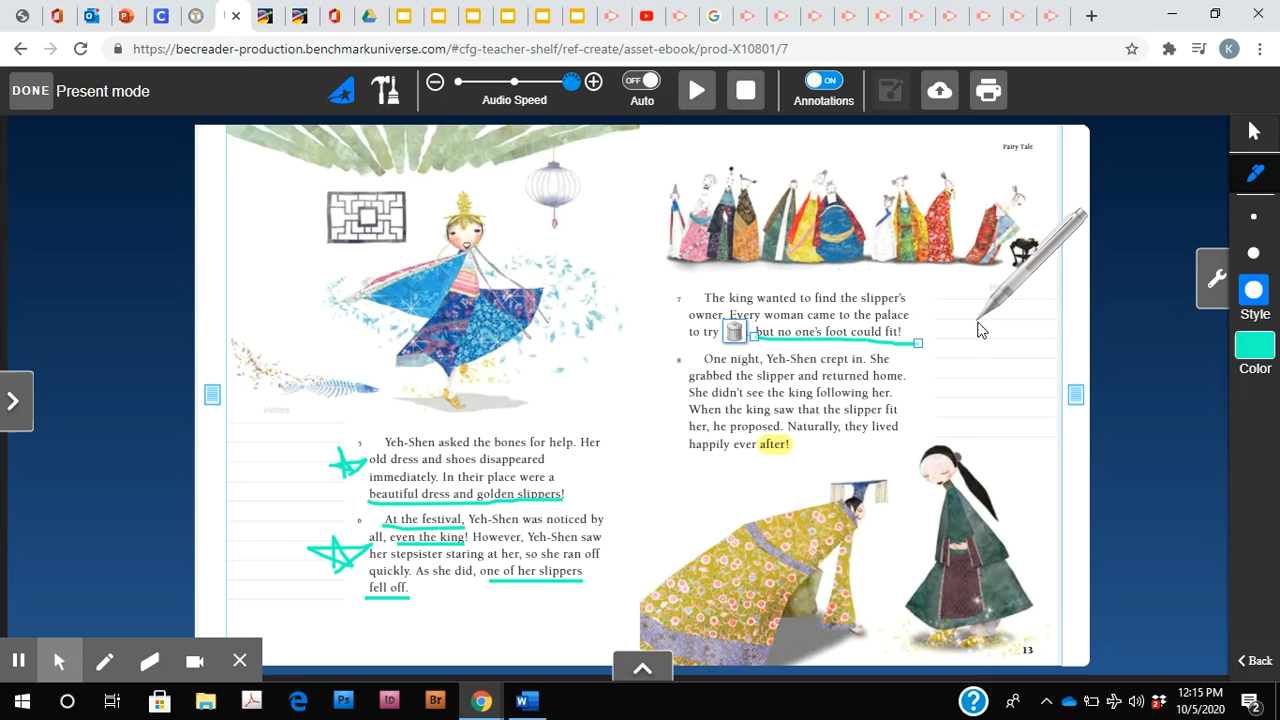 https://becreader-production.benchmarkuniverse.com/#cfg-teacher-shelf/ref-create/asset-ebook/prod-X10801/7
K
DONE Present mode
Audio Speed
OFF
Auto
ON
Annotations
Fairy Tale
Style
Color
Notes
5 Yeh-Shen asked the bones for help. Her
old dress and shoes disappeared
immediately. In their place were a
beautiful dress and golden slippers!
6 At the festival, Yeh-Shen was noticed by
all, even the king! However, Yeh-Shen saw
her stepsister staring at her, so she ran off
quickly. As she did, one of her slippers
fell off.
7 The king wanted to find the slipper's
owner. Every woman came to the palace
to try but no one's foot could fit!
8 One night, Yeh-Shen crept in. She
grabbed the slipper and returned home.
She didn't see the king following her.
When the king saw that the slipper fit
her, he proposed. Naturally, they lived
happily ever after!
13
Back
Ps
Id
Br
W
?
2
12:15 PM
10/5/2020
2